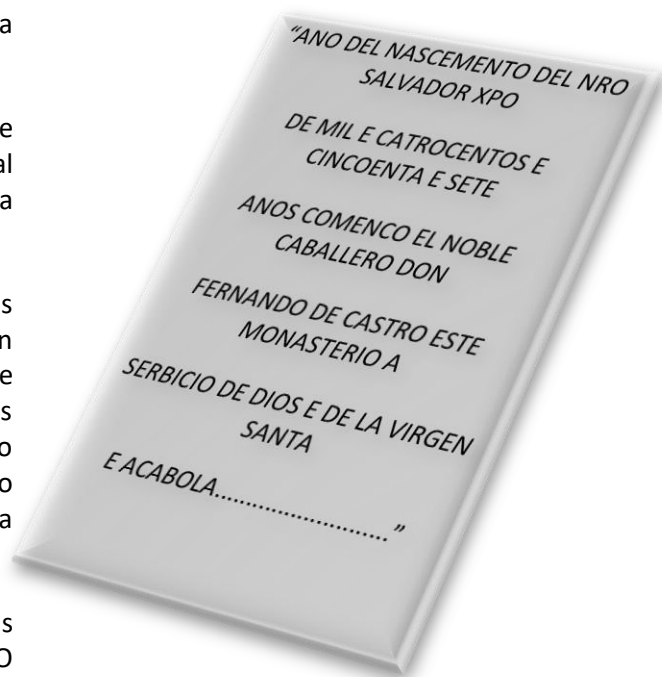 a
e
al
a
s
n
e
s
o
o
a
s
O
“ANO DEL NASCEMENTO DEL NRO
SALVADOR XPO
DE MIL E CATROCENTOS E
CINCOENTA E SETE
ANOS COMENCO EL NOBLE
CABALLERO DON
FERNANDO DE CASTRO ESTE
MONASTERIO A
SERBICIO DE DIOS E DE LA VIRGEN
SANTA
E ACABOLA..........................”